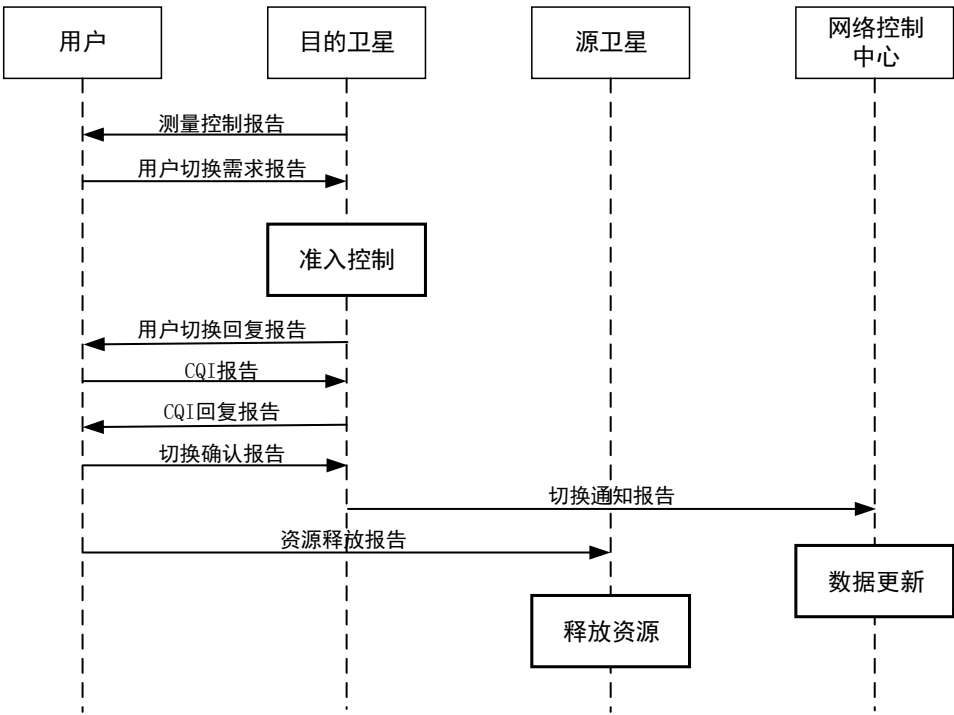 用户
目的卫星
源卫星
网络控制
中心
测量控制报告
用户切换需求报告
准入控制
用户切换回复报告
CQI报告
CQI回复报告
切换确认报告
切换通知报告
资源释放报告
数据更新
释放资源